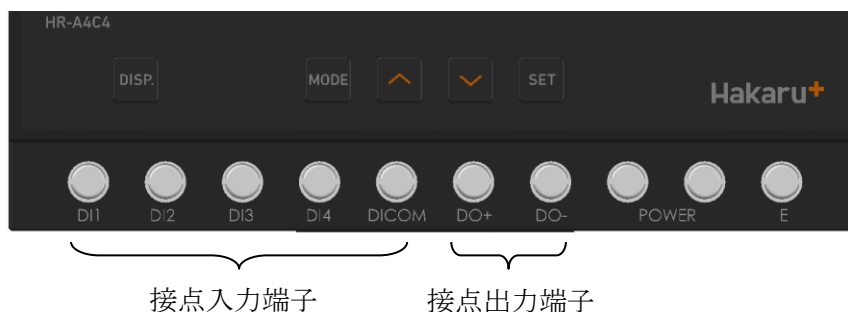 HR-A4C4
DISP. MODE SET
Hakaru+
DI1 DI2 DI3 DI4 DICOM DO+ DO- POWER E
接点入力端子 接点出力端子